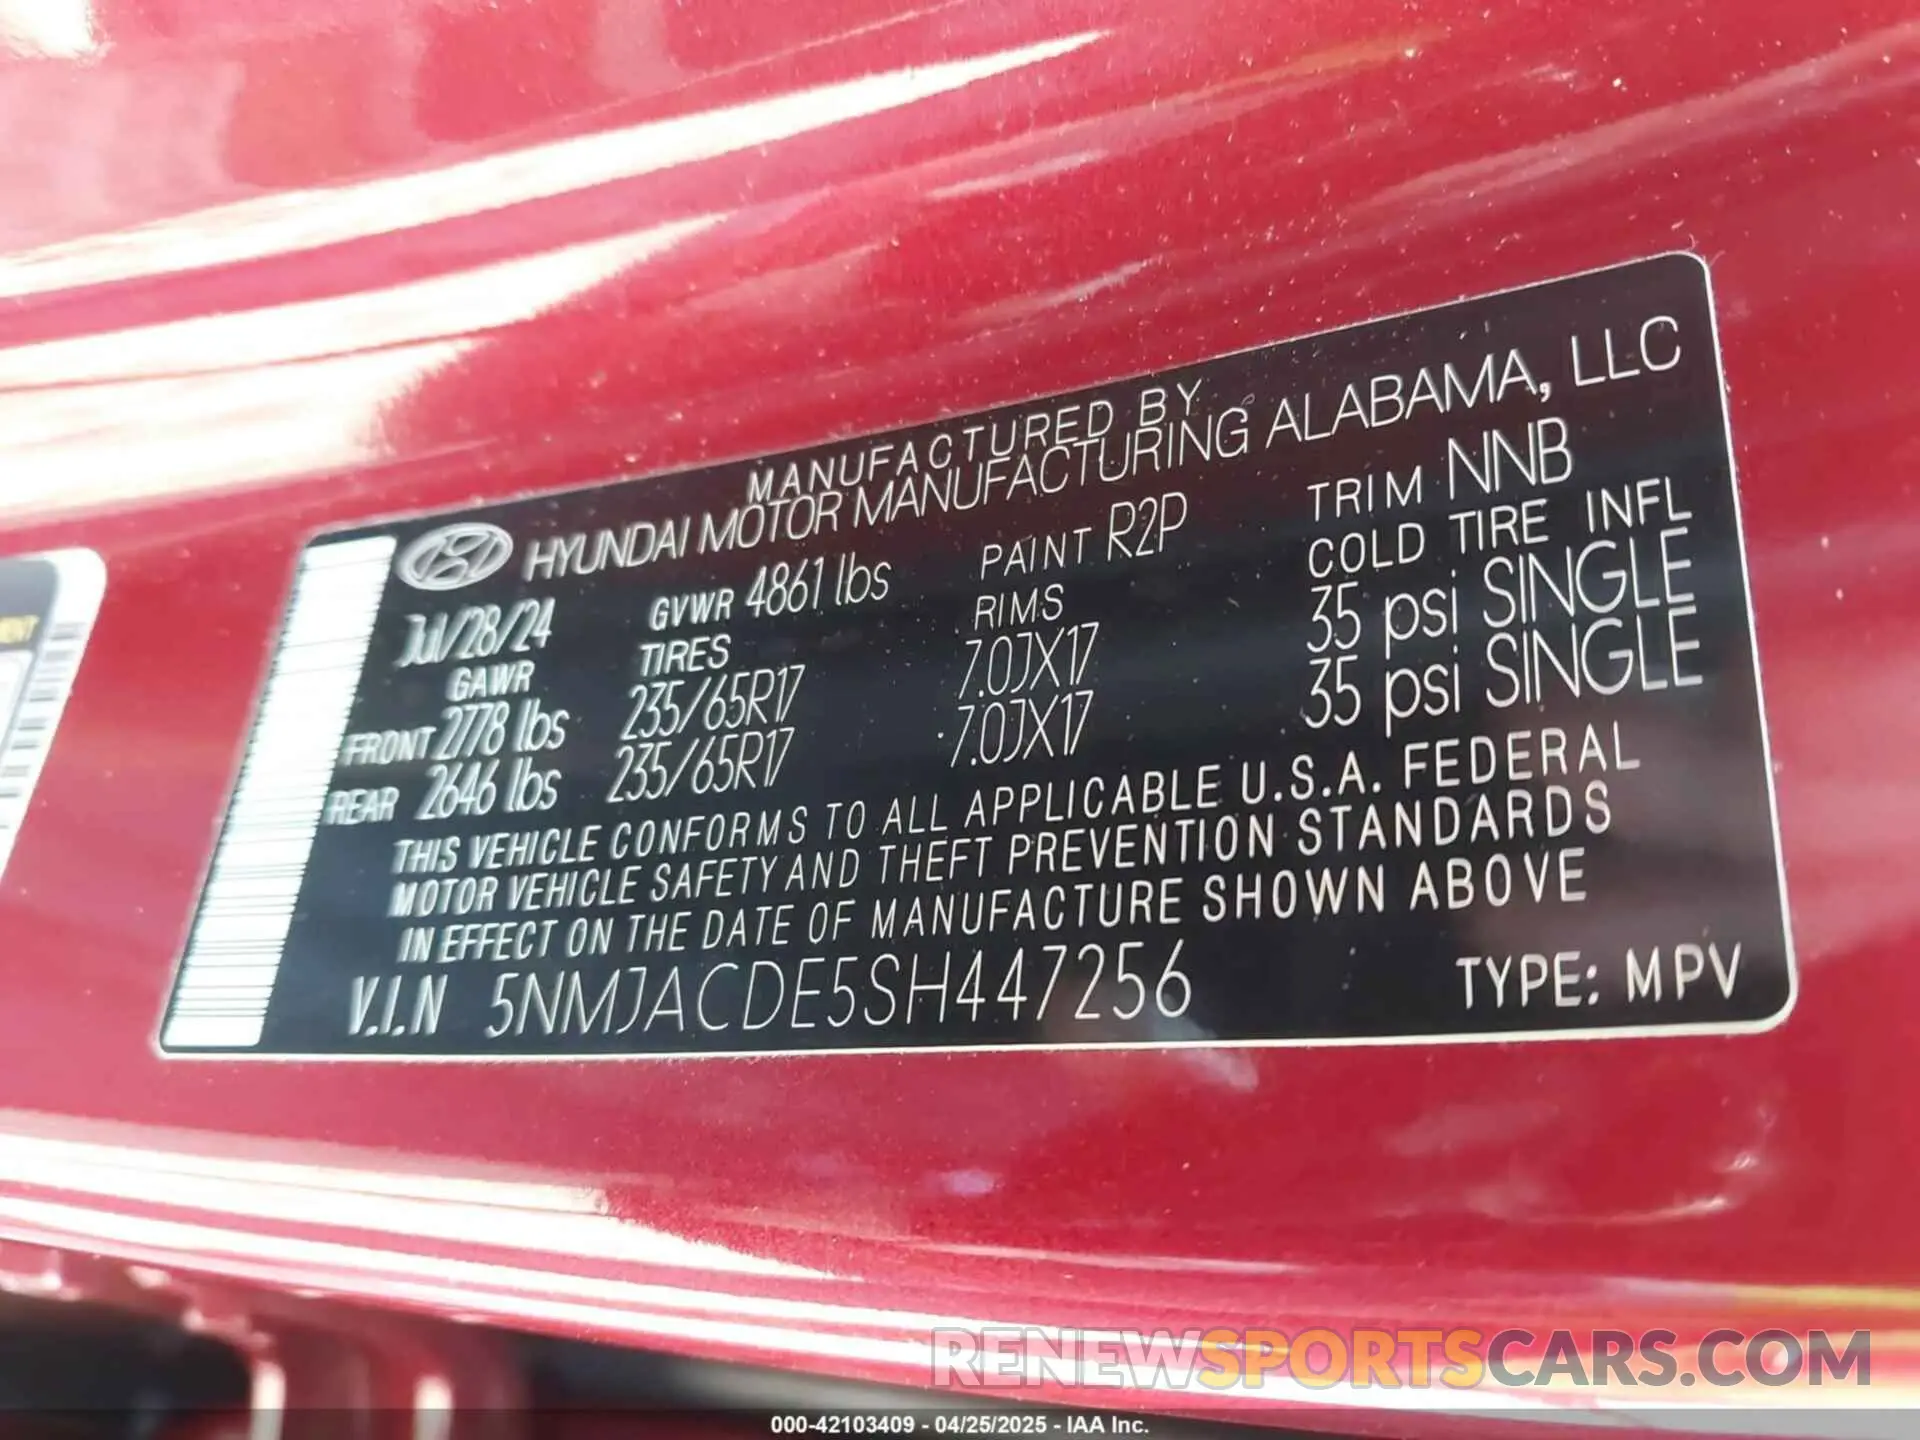 MANUFACTURED BY
HYUNDAI MOTOR MANUFACTURING ALABAMA, LLC
Jul/28/24 GVWR 4861 lbs PAINT R2P TRIM NNB
GAWR TIRES RIMS COLD TIRE INFL
FRONT 2778 lbs 235/65R17 7.0JX17 35 psi SINGLE
REAR 2646 lbs 235/65R17 7.0JX17 35 psi SINGLE
THIS VEHICLE CONFORMS TO ALL APPLICABLE U.S.A. FEDERAL
MOTOR VEHICLE SAFETY AND THEFT PREVENTION STANDARDS
IN EFFECT ON THE DATE OF MANUFACTURE SHOWN ABOVE
V.I.N 5NMJACDE5SH447256 TYPE: MPV
RENEWSPORTSCARS.COM
000-42103409 - 04/25/2025 - IAA Inc.